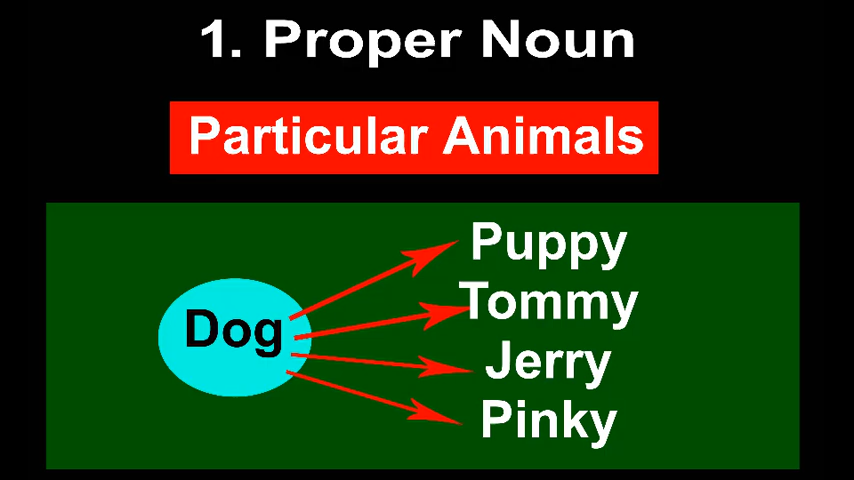 1. Proper Noun
Particular Animals
Dog
Puppy
Tommy
Jerry
Pinky